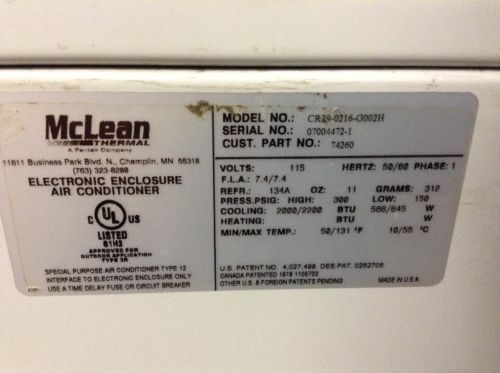 McLean
THERMAL
A Pentair Company
11611 Business Park Blvd. N., Champlin, MN 55316
(763) 323-8200
ELECTRONIC ENCLOSURE
AIR CONDITIONER
C UL US
LISTED
81H3
APPROVED FOR
OUTDOOR APPLICATION
TYPE 3R
SPECIAL PURPOSE AIR CONDITIONER TYPE 12
INTERFACE TO ELECTRONIC ENCLOSURE ONLY
USE A TIME DELAY FUSE OR CIRCUIT BREAKER
MODEL NO.: CR29-0216-G002H
SERIAL NO.: 07004472-1
CUST. PART NO.: 74260
VOLTS: 115 HERTZ: 50/60 PHASE: 1
F.L.A.: 7.4/7.4
REFR.: 134A OZ: 11 GRAMS: 312
PRESS.PSIG: HIGH: 300 LOW: 150
COOLING: 2000/2200 BTU 586/645 W
HEATING: BTU W
MIN/MAX TEMP.: 50/131 °F 10/55 °C
U.S. PATENT NO. 4,027,498 DES.PAT. 0252706
CANADA PATENTED 1979 1105702
OTHER U.S. & FOREIGN PATENTS PENDING MADE IN U.S.A.